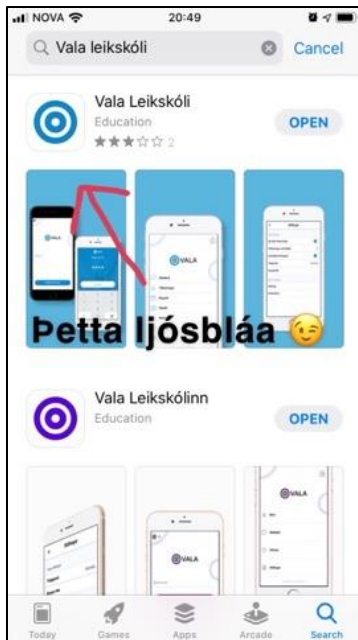 NOVA 20:49
Vala leikskóli Cancel
Vala Leikskóli
Education
2
OPEN
VALA
VALA
Þetta ljósbláa 😉
Vala Leikskólinn
Education
OPEN
VALA
VALA
Today Games Apps Arcade Search